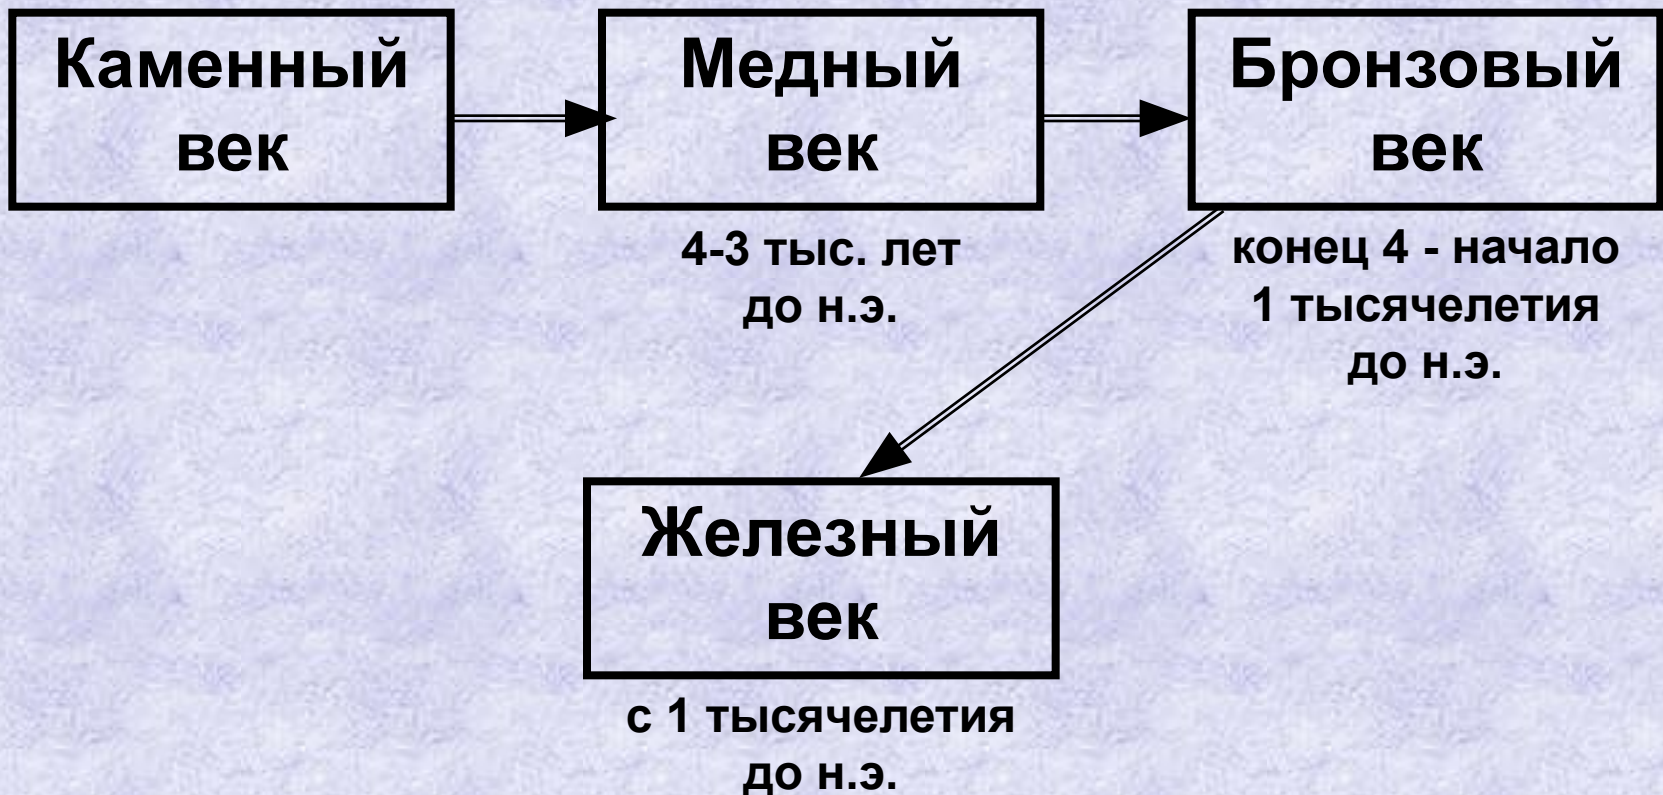 Каменный
век
Медный
век
4-3 тыс. лет
до н.э.
Бронзовый
век
конец 4 - начало
1 тысячелетия
до н.э.
Железный
век
с 1 тысячелетия
до н.э.